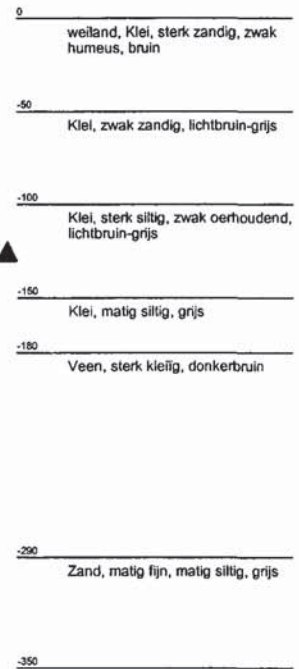 0
weiland, Klei, sterk zandig, zwak
humeus, bruin
-50
Klei, zwak zandig, lichtbruin-grijs
-100
Klei, sterk siltig, zwak oerhoudend,
lichtbruin-grijs
-150
Klei, matig siltig, grijs
-180
Veen, sterk kleiïg, donkerbruin
-290
Zand, matig fijn, matig siltig, grijs
-350